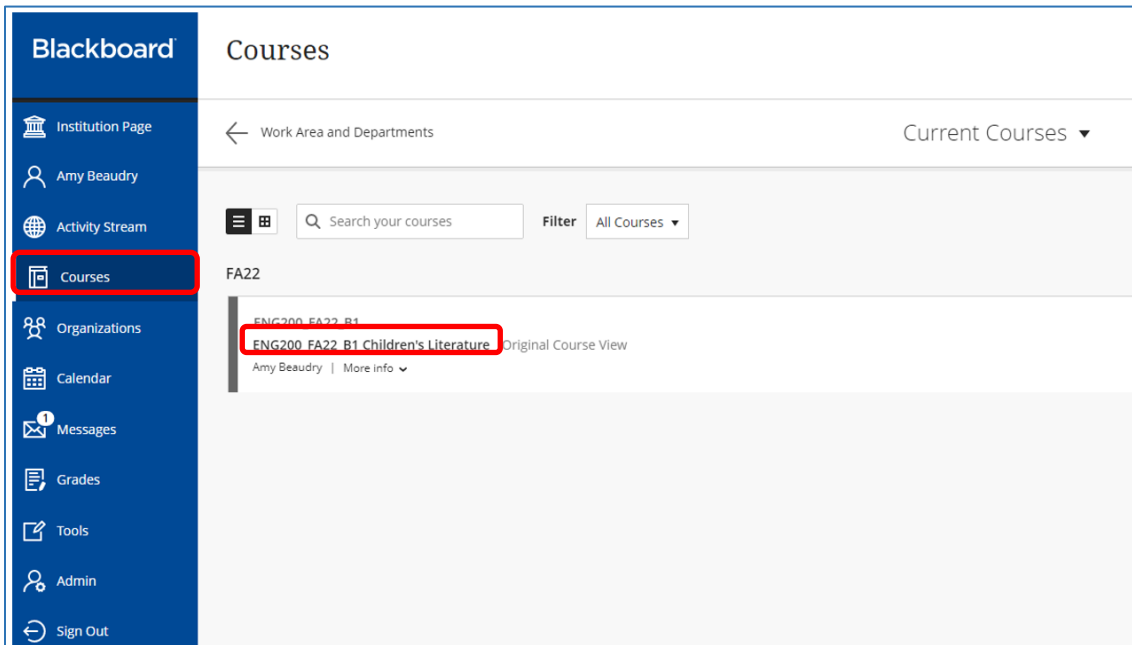 Blackboard
Courses
Institution Page
Amy Beaudry
Activity Stream
Courses
Organizations
Calendar
1
Messages
Grades
Tools
Admin
Sign Out
Work Area and Departments
Current Courses
Search your courses
Filter
All Courses
FA22
ENG200_FA22_B1
ENG200_FA22_B1 Children's Literature
Original Course View
Amy Beaudry | More info